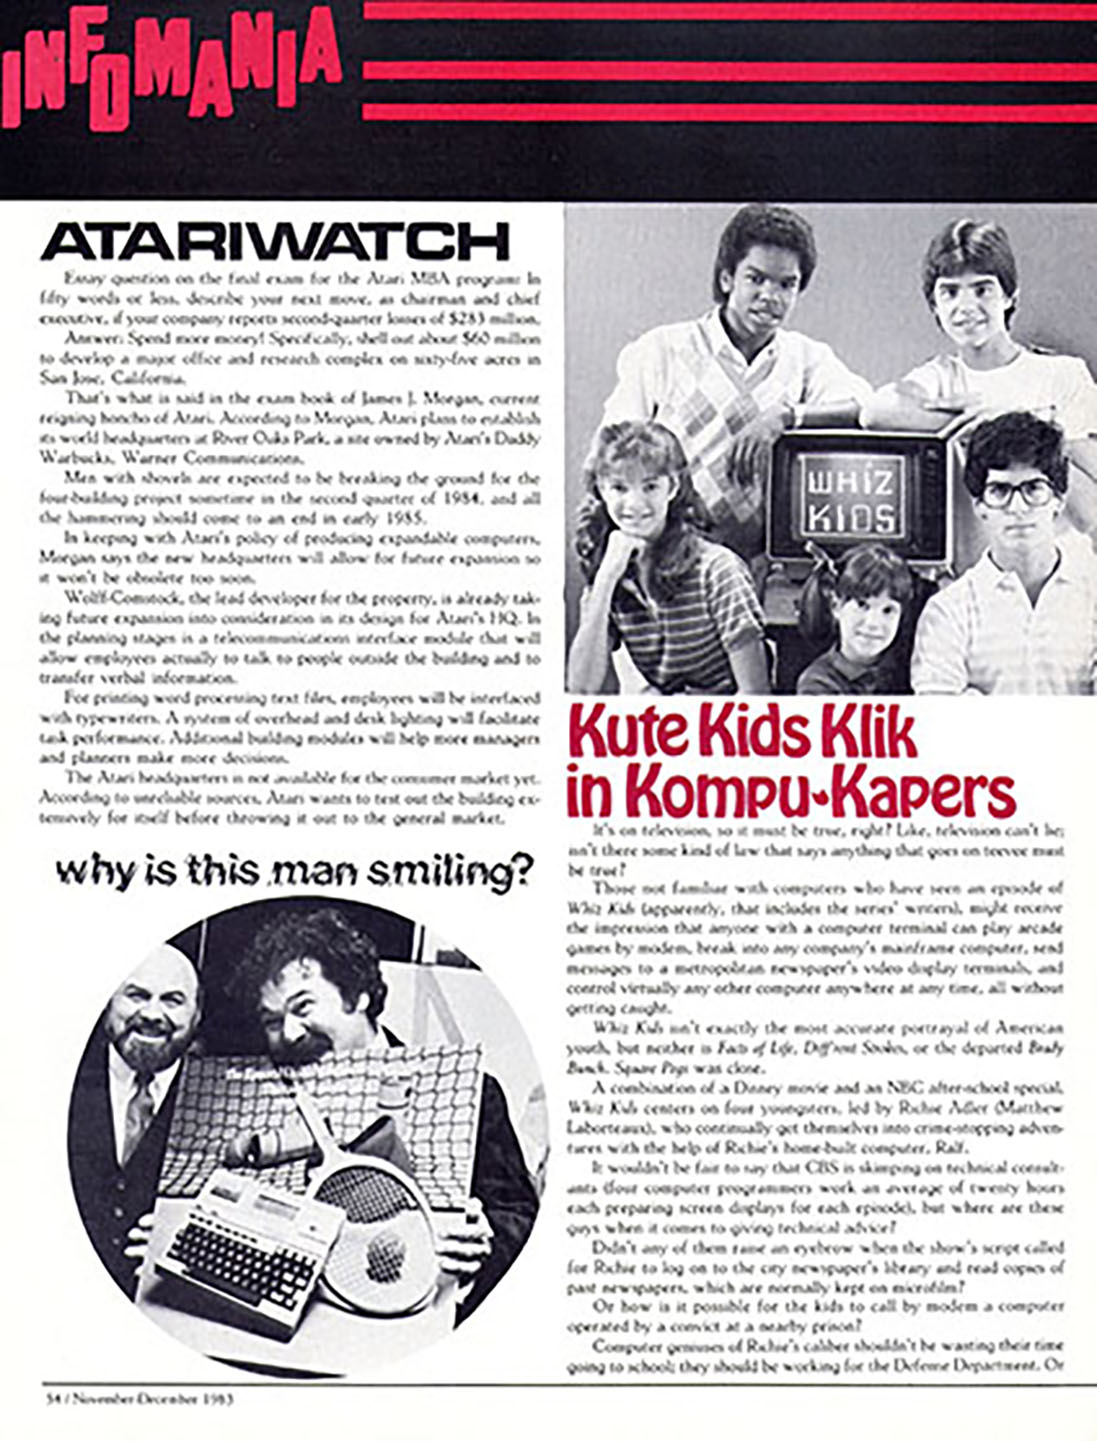 INFOMANIA
ATARIWATCH
Essay question on the final exam for the Atari MBA program: In
fifty words or less, describe your next move, as chairman and chief
executive, if your company reports second-quarter losses of $283 million.
Answer: Spend more money! Specifically, shell out about $60 million
to develop a major office and research complex on sixty-five acres in
San Jose, California.
That's what is said in the exam book of James J. Morgan, current
reigning honcho of Atari. According to Morgan, Atari plans to establish
its world headquarters at River Oaks Park, a site owned by Atari's Daddy
Warbucks, Warner Communications.
Men with shovels are expected to be breaking the ground for the
four-building project sometime in the second quarter of 1984, and all
the hammering should come to an end in early 1985.
In keeping with Atari's policy of producing expandable computers,
Morgan says the new headquarters will allow for future expansion so
it won't be obsolete too soon.
Wolff-Comstock, the lead developer for the property, is already tak-
ing future expansion into consideration in its design for Atari's HQ. In
the planning stages is a telecommunications interface module that will
allow employees actually to talk to people outside the building and to
transfer verbal information.
For printing word processing text files, employees will be interfaced
with typewriters. A system of overhead and desk lighting will facilitate
task performance. Additional building modules will help more managers
and planners make more decisions.
The Atari headquarters is not available for the consumer market yet.
According to unreliable sources, Atari wants to test out the building ex-
tensively for itself before throwing it out to the general market.
why is this man smiling?
WHIZ
KIDS
Kute Kids Klik
in Kompu-Kapers
It's on television, so it must be true, right? Like, television can't lie;
isn't there some kind of law that says anything that goes on teevee must
be true?
Those not familiar with computers who have seen an episode of
Whiz Kids (apparently, that includes the series' writers), might receive
the impression that anyone with a computer terminal can play arcade
games by modem, break into any company's mainframe computer, send
messages to a metropolitan newspaper's video display terminals, and
control virtually any other computer anywhere at any time, all without
getting caught.
Whiz Kids isn't exactly the most accurate portrayal of American
youth, but neither is Facts of Life, Diff'rent Strokes, or the departed Brady
Bunch. Square Pegs was close.
A combination of a Disney movie and an NBC after-school special,
Whiz Kids centers on four youngsters, led by Richie Adler (Matthew
Laborteaux), who continually get themselves into crime-stopping adven-
tures with the help of Richie's home-built computer, Ralf.
It wouldn't be fair to say that CBS is skimping on technical consult-
ants (four computer programmers work an average of twenty hours
each preparing screen displays for each episode), but where are these
guys when it comes to giving technical advice?
Didn't any of them raise an eyebrow when the show's script called
for Richie to log on to the city newspaper's library and read copies of
past newspapers, which are normally kept on microfilm?
Or how is it possible for the kids to call by modem a computer
operated by a convict at a nearby prison?
Computer geniuses of Richie's caliber shouldn't be wasting their time
going to school; they should be working for the Defense Department. Or
54 / November-December 1983